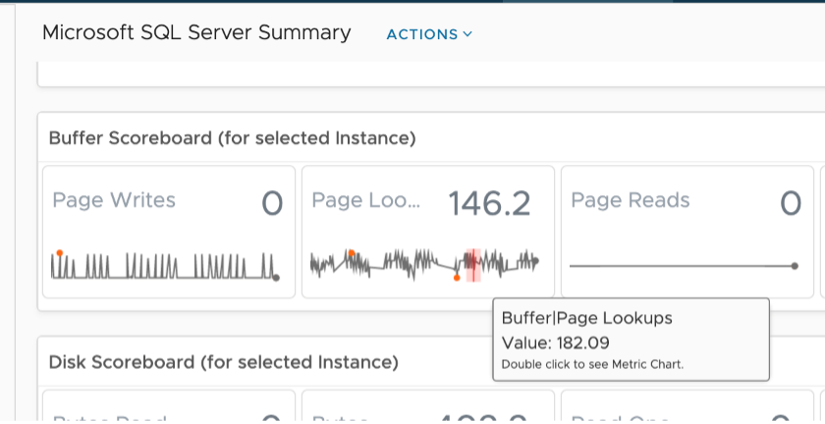 Microsoft SQL Server Summary ACTIONS
Buffer Scoreboard (for selected Instance)
Page Writes 0 Page Loo... 146.2 Page Reads 0
Buffer|Page Lookups
Value: 182.09
Double click to see Metric Chart.
Disk Scoreboard (for selected Instance)